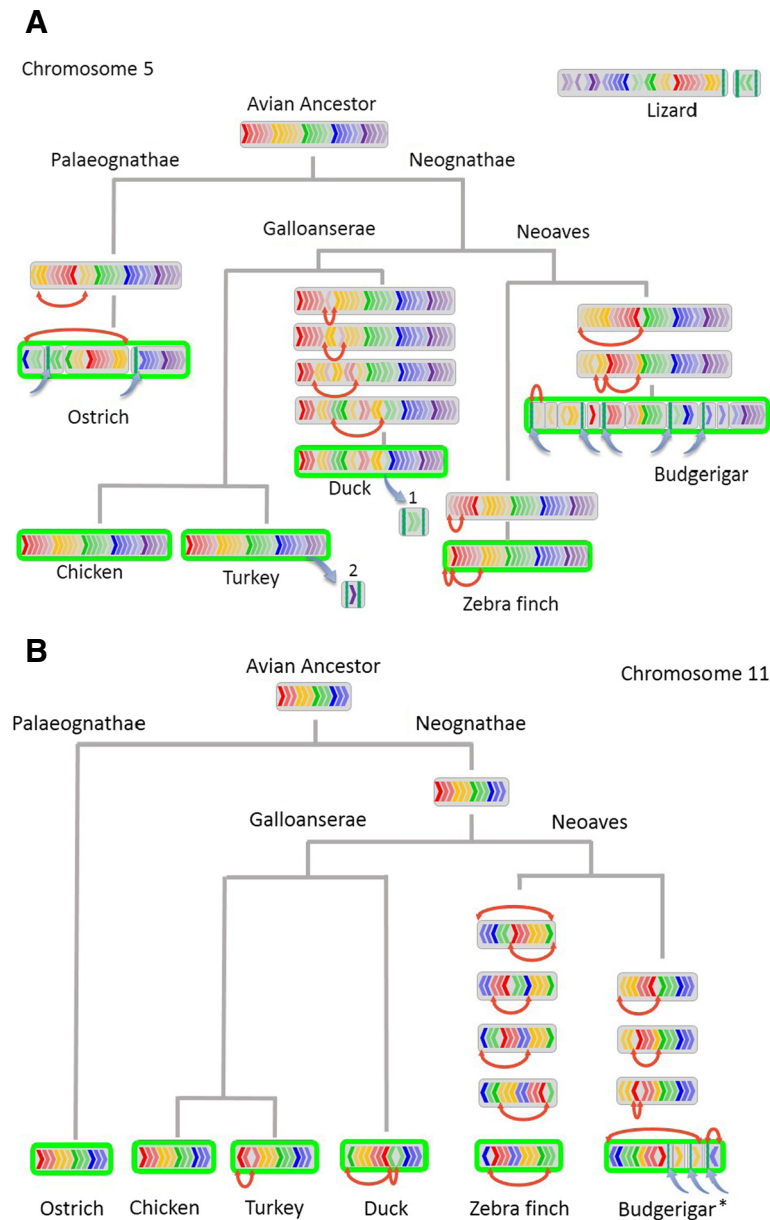 A
Chromosome 5
Lizard
Avian Ancestor
Palaeognathae
Neognathae
Galloanserae
Neoaves
Ostrich
Duck
1
Budgerigar
Chicken
Turkey
2
Zebra finch
B
Avian Ancestor
Chromosome 11
Palaeognathae
Neognathae
Galloanserae
Neoaves
Ostrich
Chicken
Turkey
Duck
Zebra finch
Budgerigar*